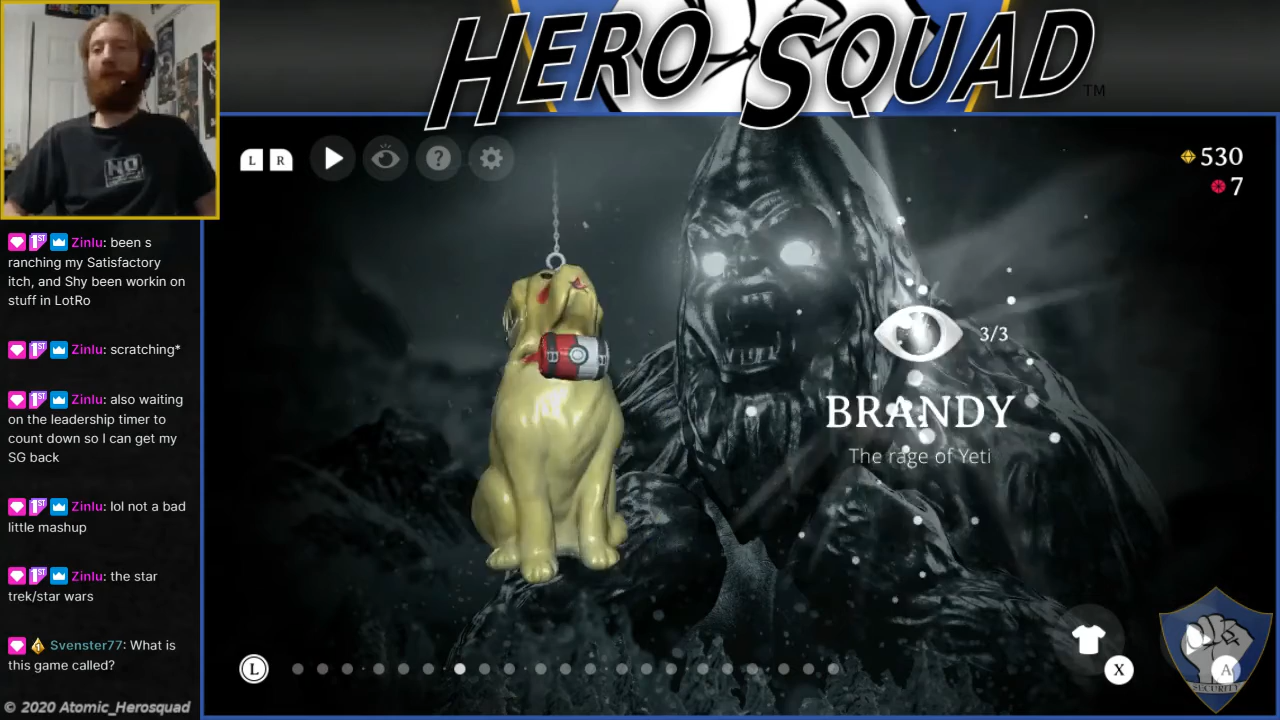 HERO SQUAD TM
NO
L R ?
530
7
3/3
BRANDY
The rage of Yeti
L
X
A
SECURITY
Zinlu: been s
ranching my Satisfactory
itch, and Shy been workin on
stuff in LotRo
Zinlu: scratching*
Zinlu: also waiting
on the leadership timer to
count down so I can get my
SG back
Zinlu: lol not a bad
little mashup
Zinlu: the star
trek/star wars
Svenster77: What is
this game called?
© 2020 Atomic_Herosquad